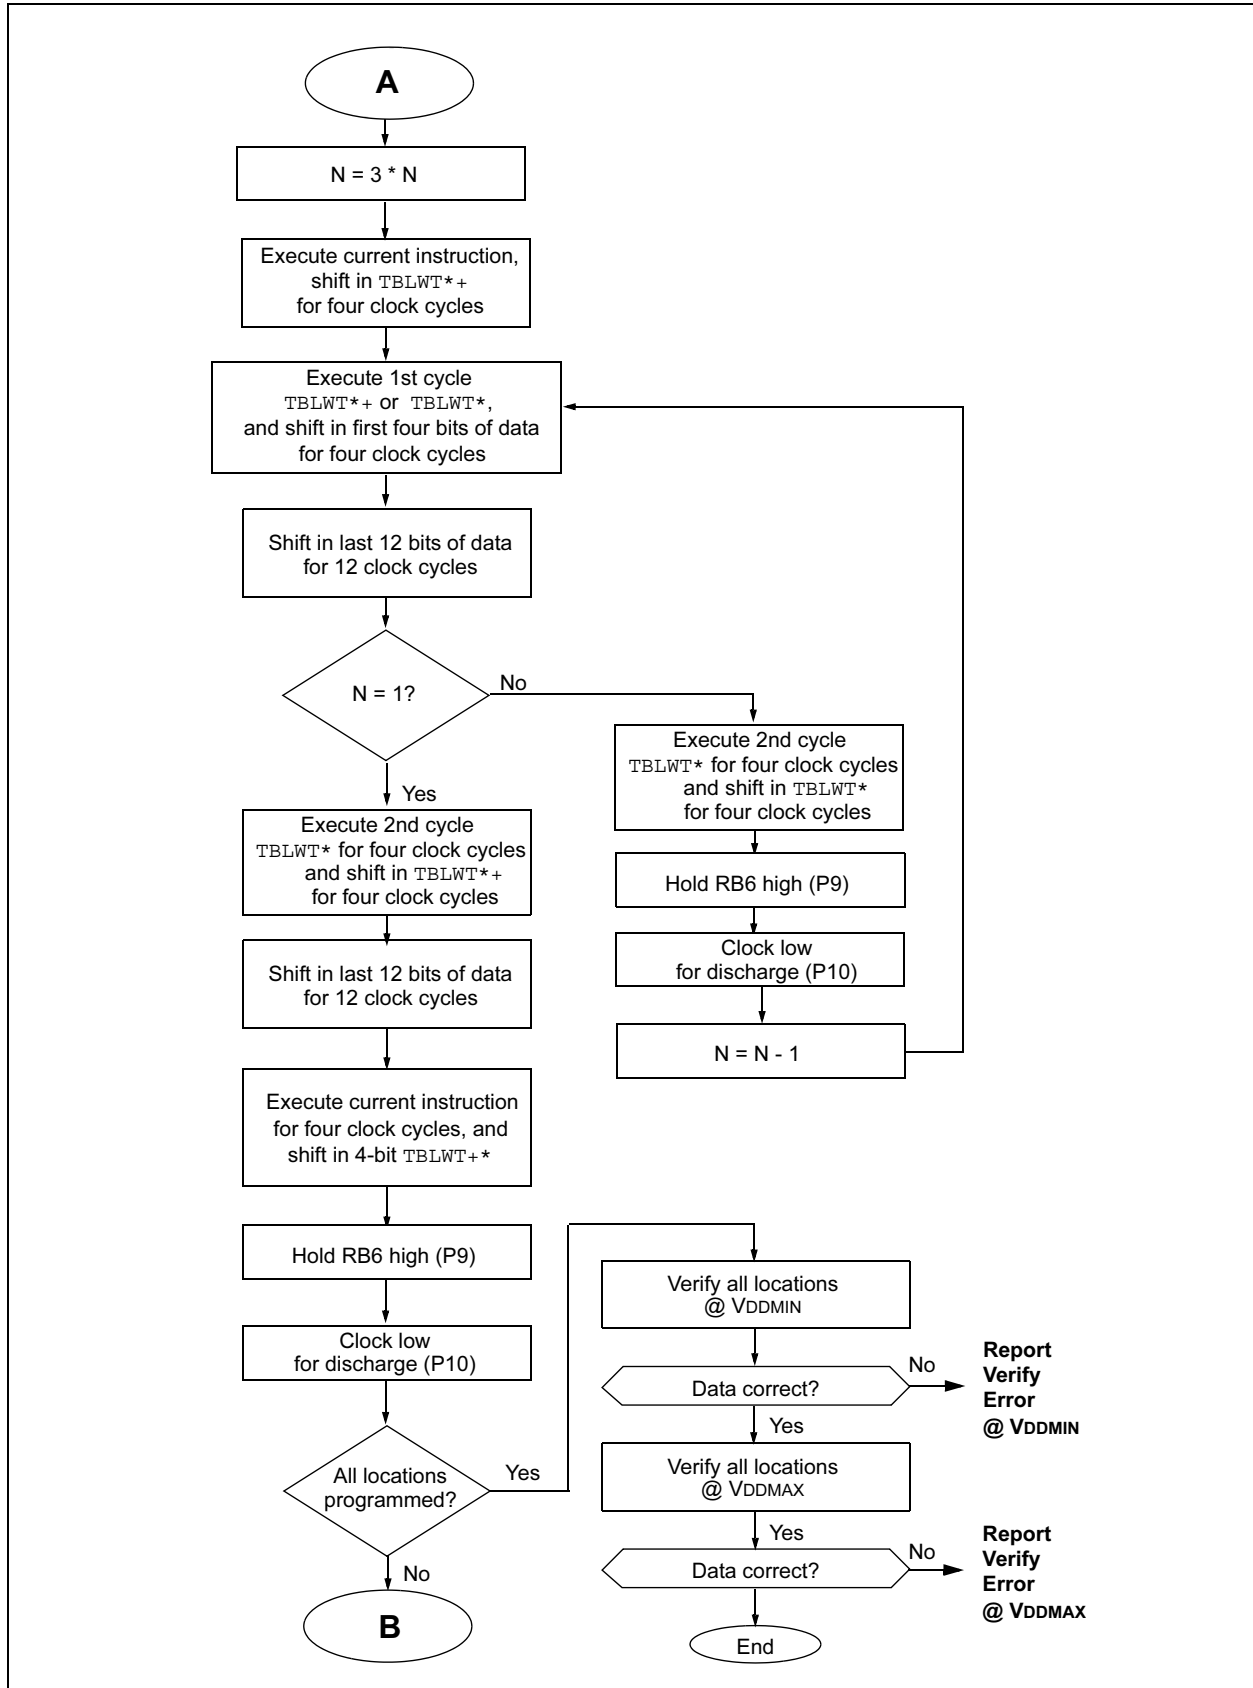 A
N = 3 * N
Execute current instruction,
shift in TBLWT*+
for four clock cycles
Execute 1st cycle
TBLWT*+ or TBLWT*,
and shift in first four bits of data
for four clock cycles
Shift in last 12 bits of data
for 12 clock cycles
N = 1?
No
Execute 2nd cycle
TBLWT* for four clock cycles
and shift in TBLWT*
for four clock cycles
Hold RB6 high (P9)
Clock low
for discharge (P10)
N = N - 1
Yes
Execute 2nd cycle
TBLWT* for four clock cycles
and shift in TBLWT*+
for four clock cycles
Shift in last 12 bits of data
for 12 clock cycles
Execute current instruction
for four clock cycles, and
shift in 4-bit TBLWT+*
Hold RB6 high (P9)
Clock low
for discharge (P10)
All locations
programmed?
Yes
No
B
Verify all locations
@ VDDMIN
Data correct?
No
Report
Verify
Error
@ VDDMIN
Yes
Verify all locations
@ VDDMAX
Yes
Data correct?
No
Report
Verify
Error
@ VDDMAX
End